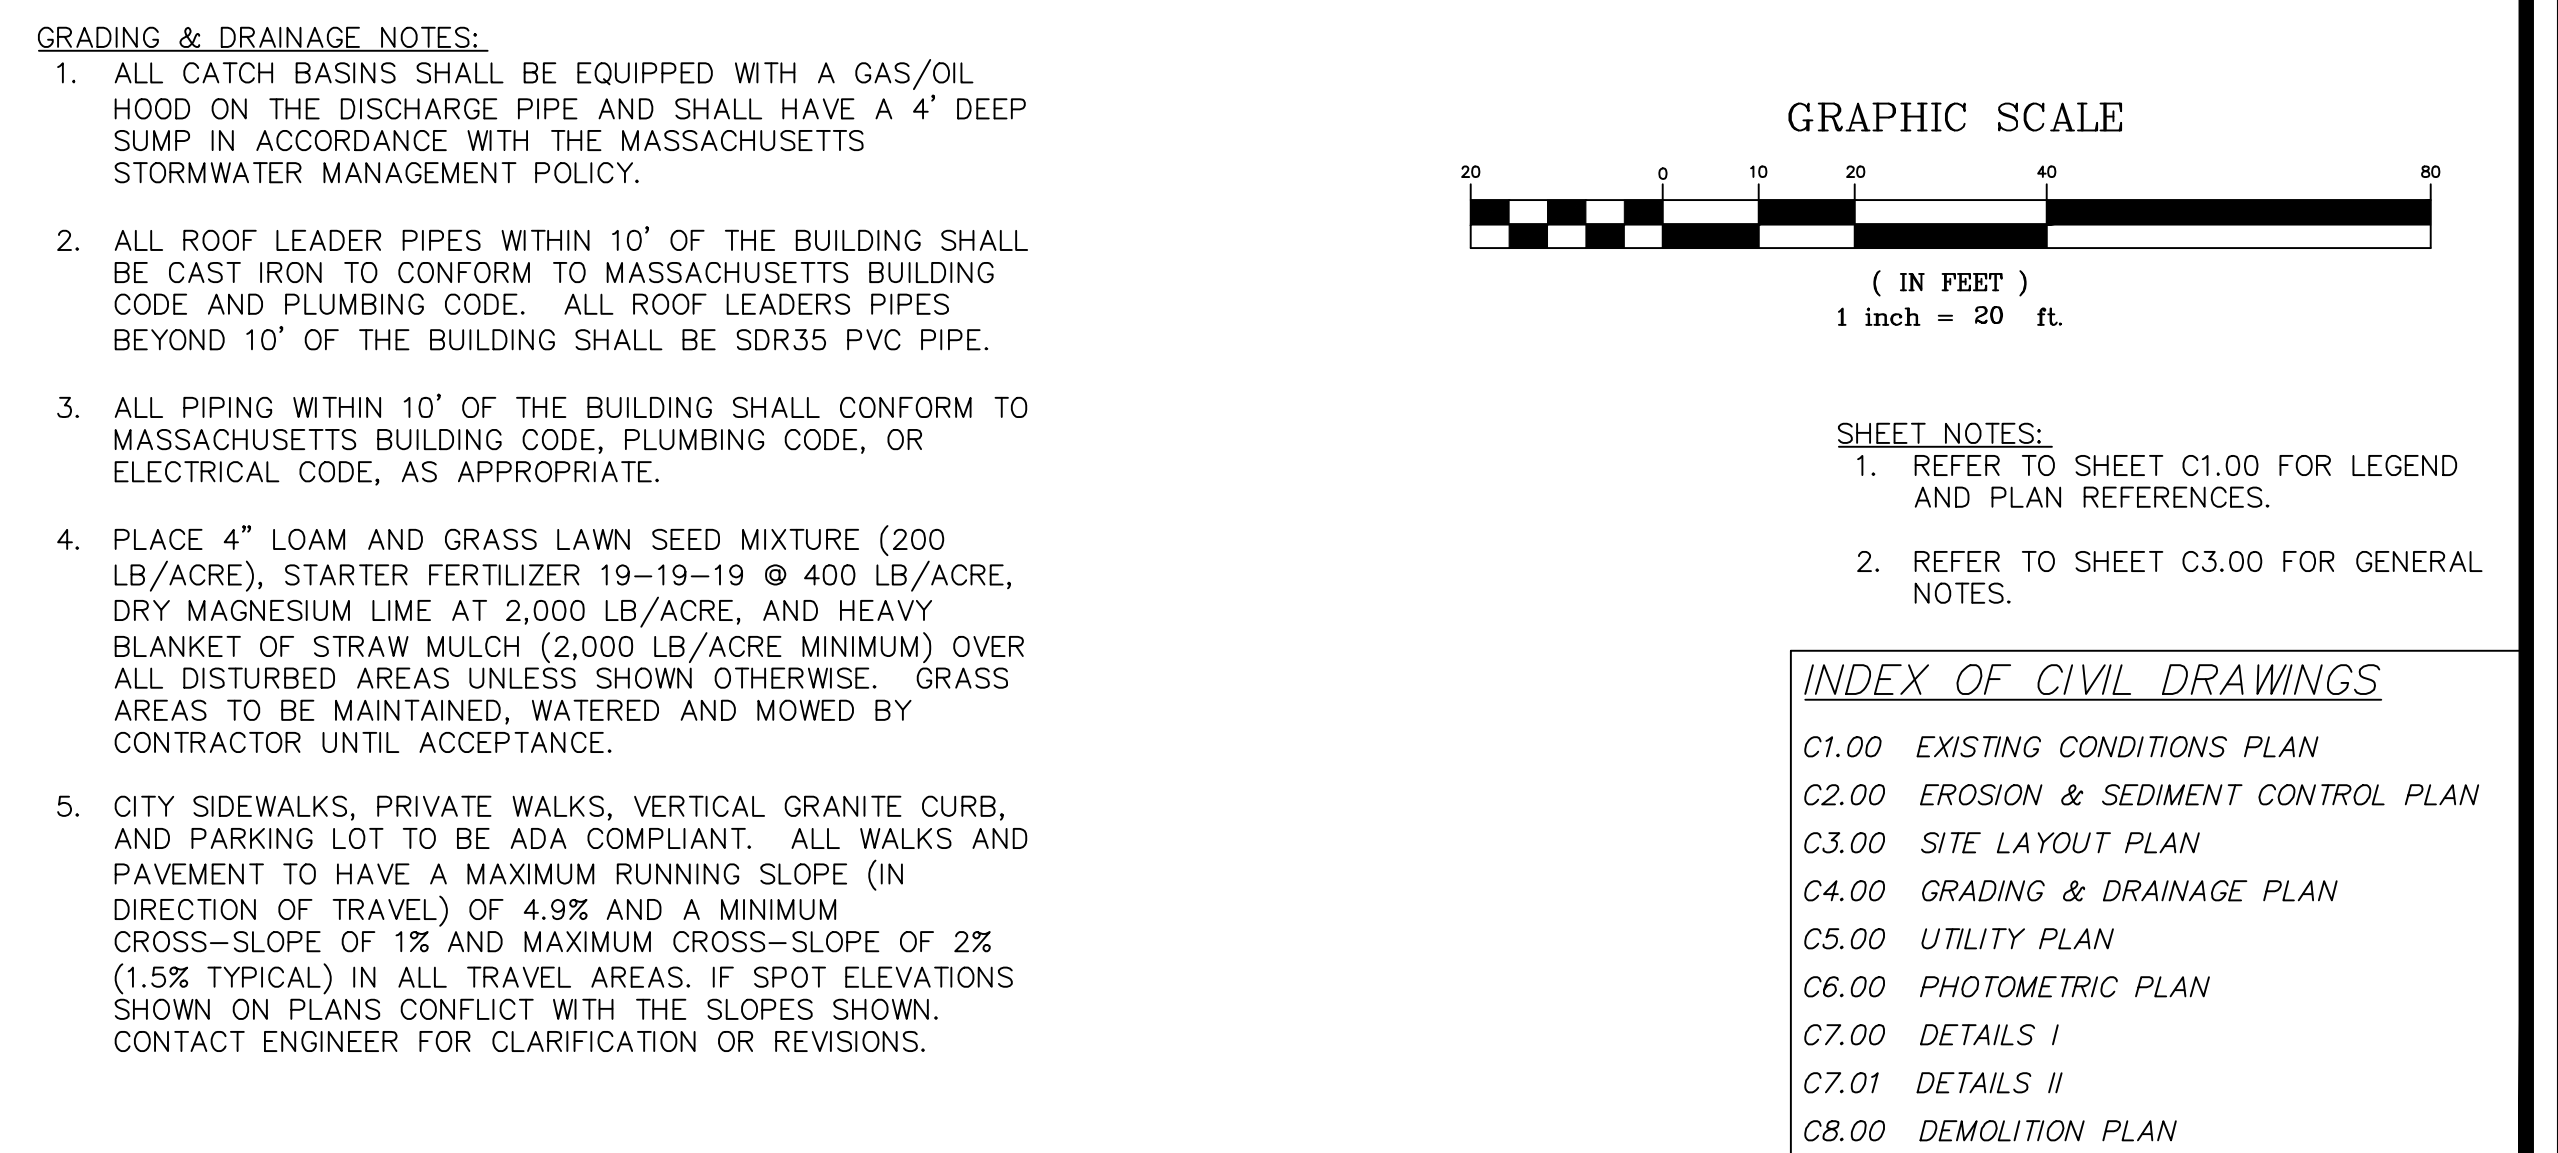 GRADING & DRAINAGE NOTES:
1. ALL CATCH BASINS SHALL BE EQUIPPED WITH A GAS/OIL
HOOD ON THE DISCHARGE PIPE AND SHALL HAVE A 4' DEEP
SUMP IN ACCORDANCE WITH THE MASSACHUSETTS
STORMWATER MANAGEMENT POLICY.
2. ALL ROOF LEADER PIPES WITHIN 10' OF THE BUILDING SHALL
BE CAST IRON TO CONFORM TO MASSACHUSETTS BUILDING
CODE AND PLUMBING CODE. ALL ROOF LEADERS PIPES
BEYOND 10' OF THE BUILDING SHALL BE SDR35 PVC PIPE.
3. ALL PIPING WITHIN 10' OF THE BUILDING SHALL CONFORM TO
MASSACHUSETTS BUILDING CODE, PLUMBING CODE, OR
ELECTRICAL CODE, AS APPROPRIATE.
4. PLACE 4" LOAM AND GRASS LAWN SEED MIXTURE (200
LB/ACRE), STARTER FERTILIZER 19-19-19 @ 400 LB/ACRE,
DRY MAGNESIUM LIME AT 2,000 LB/ACRE, AND HEAVY
BLANKET OF STRAW MULCH (2,000 LB/ACRE MINIMUM) OVER
ALL DISTURBED AREAS UNLESS SHOWN OTHERWISE. GRASS
AREAS TO BE MAINTAINED, WATERED AND MOWED BY
CONTRACTOR UNTIL ACCEPTANCE.
5. CITY SIDEWALKS, PRIVATE WALKS, VERTICAL GRANITE CURB,
AND PARKING LOT TO BE ADA COMPLIANT. ALL WALKS AND
PAVEMENT TO HAVE A MAXIMUM RUNNING SLOPE (IN
DIRECTION OF TRAVEL) OF 4.9% AND A MINIMUM
CROSS-SLOPE OF 1% AND MAXIMUM CROSS-SLOPE OF 2%
(1.5% TYPICAL) IN ALL TRAVEL AREAS. IF SPOT ELEVATIONS
SHOWN ON PLANS CONFLICT WITH THE SLOPES SHOWN.
CONTACT ENGINEER FOR CLARIFICATION OR REVISIONS.
GRAPHIC SCALE
20 0 10 20 40 80
( IN FEET )
1 inch = 20 ft.
SHEET NOTES:
1. REFER TO SHEET C1.00 FOR LEGEND
AND PLAN REFERENCES.
2. REFER TO SHEET C3.00 FOR GENERAL
NOTES.
INDEX OF CIVIL DRAWINGS
C1.00 EXISTING CONDITIONS PLAN
C2.00 EROSION & SEDIMENT CONTROL PLAN
C3.00 SITE LAYOUT PLAN
C4.00 GRADING & DRAINAGE PLAN
C5.00 UTILITY PLAN
C6.00 PHOTOMETRIC PLAN
C7.00 DETAILS I
C7.01 DETAILS II
C8.00 DEMOLITION PLAN